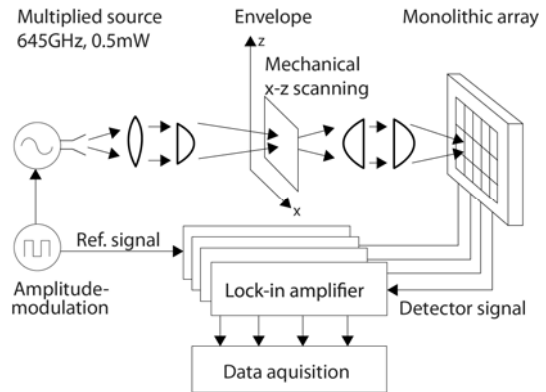 Multiplied source
645GHz, 0.5mW
Envelope
Monolithic array
z
Mechanical
x-z scanning
x
Ref. signal
Amplitude-
modulation
Lock-in amplifier
Detector signal
Data aquisition